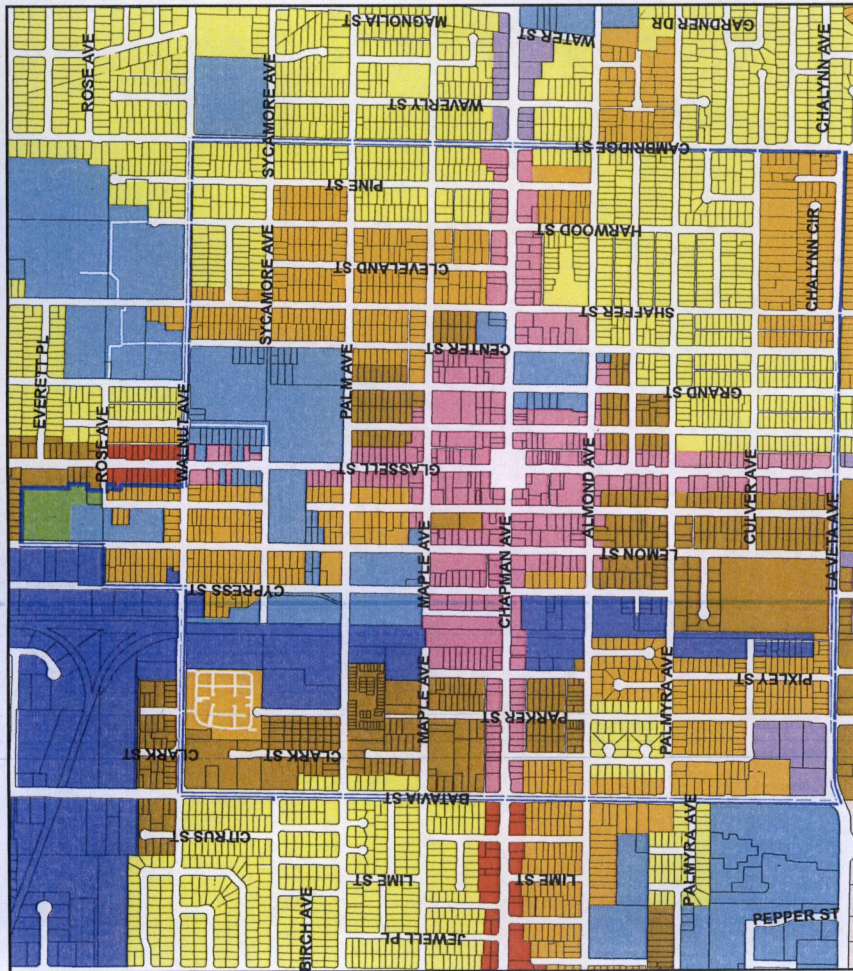 MAGNOLIA ST
WATER ST
GARDNER DR
ROSE AVE
SYCAMORE AVE
CHALYNN AVE
WAVERLY ST
CAMBRIDGE ST
PINE ST
HARWOOD ST
SYCAMORE AVE
CLEVELAND ST
CHALYNN CIR
SHAFFER ST
EVERETT PL
CENTER ST
PALM AVE
GRAND ST
ROSE AVE
WALNUT AVE
GLASSELL ST
ALMOND AVE
CULVER AVE
LEMON ST
MAPLE AVE
CHAPMAN AVE
LA VETA AVE
CYPRESS ST
PIXLEY ST
PALMYRA AVE
MAPLE AVE
PARKER ST
CLARK ST
CLARK ST
BATAVIA ST
CITRUS ST
PALMYRA AVE
LIME ST
LIME ST
BIRCH AVE
JEWELL PL
PEPPER ST